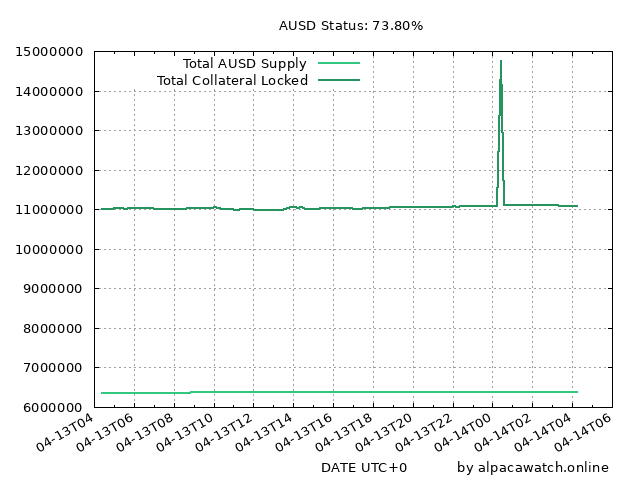 AUSD Status: 73.80%
15000000
14000000
13000000
12000000
11000000
10000000
9000000
8000000
7000000
6000000
Total AUSD Supply
Total Collateral Locked
04-13T04
04-13T06
04-13T08
04-13T10
04-13T12
04-13T14
04-13T16
04-13T18
04-13T20
04-13T22
04-14T00
04-14T02
04-14T04
04-14T06
DATE UTC+0
by alpacawatch.online